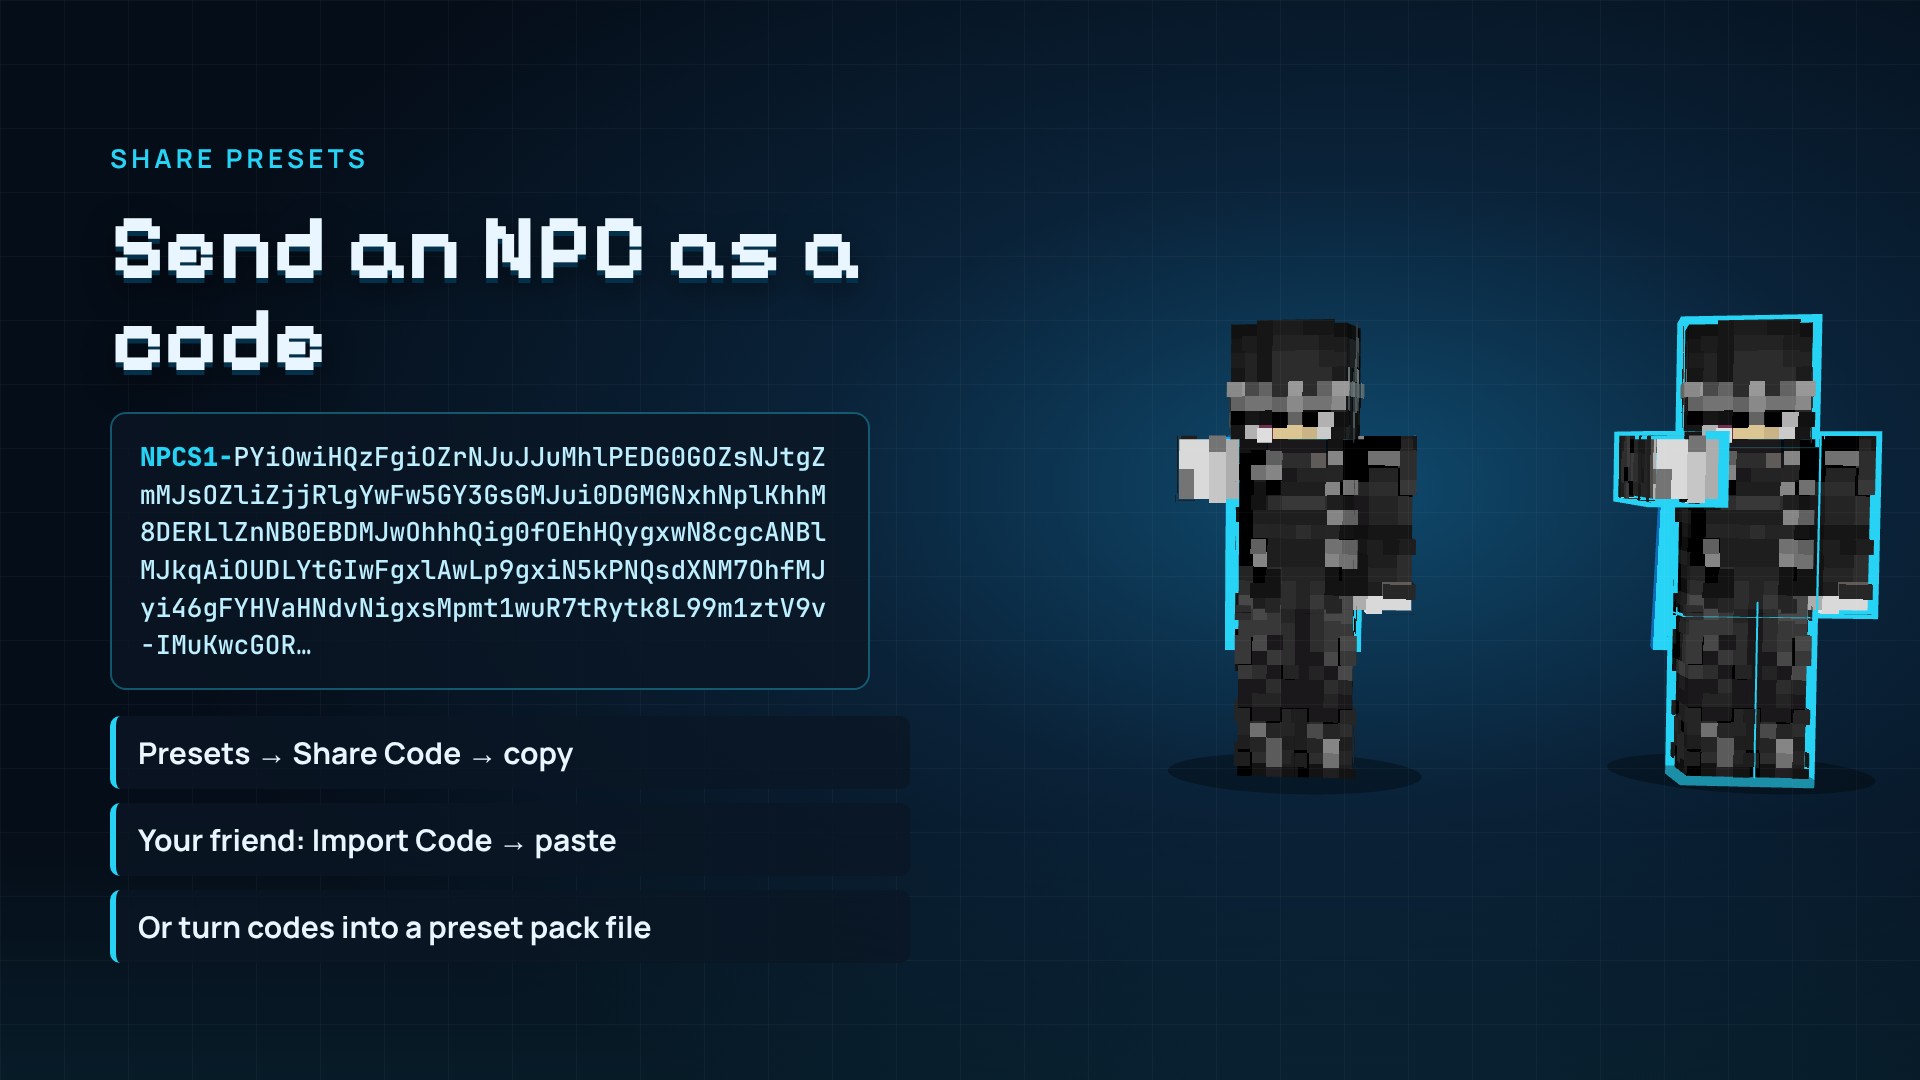 SHARE PRESETS
Send an NPC as a
code
NPCS1-PYiOwiHQzFgiOZrNJuJJuMhlPEDG0GOZsNJtgZ
mMJsOZliZjjRlgYwFw5GY3GsGMJui0DGMGNxhNplKhhM
8DERLlZnNB0EBDMJwOhhhQig0fOEhHQygxwN8cgcANBl
MJkqAiOUDLYtGIwFgxlAwLp9gxiN5kPNQsdXNM7OhfMJ
yi46gFYHVaHNdvNigxsMpmt1wuR7tRytk8L99m1ztV9v
-IMuKwcGOR…
Presets → Share Code → copy
Your friend: Import Code → paste
Or turn codes into a preset pack file